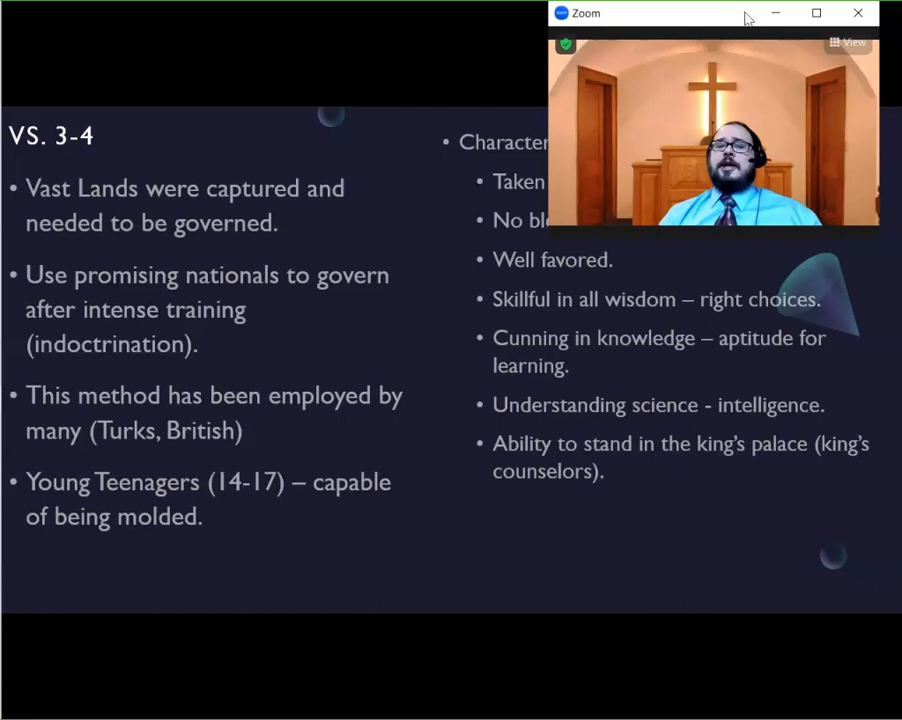 Zoom
View
VS. 3-4
• Vast Lands were captured and
needed to be governed.
• Use promising nationals to govern
after intense training
(indoctrination).
• This method has been employed by
many (Turks, British)
• Young Teenagers (14-17) – capable
of being molded.
• Character
• Taken
• No
• Well favored.
• Skillful in all wisdom – right choices.
• Cunning in knowledge – aptitude for
learning.
• Understanding science - intelligence.
• Ability to stand in the king's palace (king's
counselors).